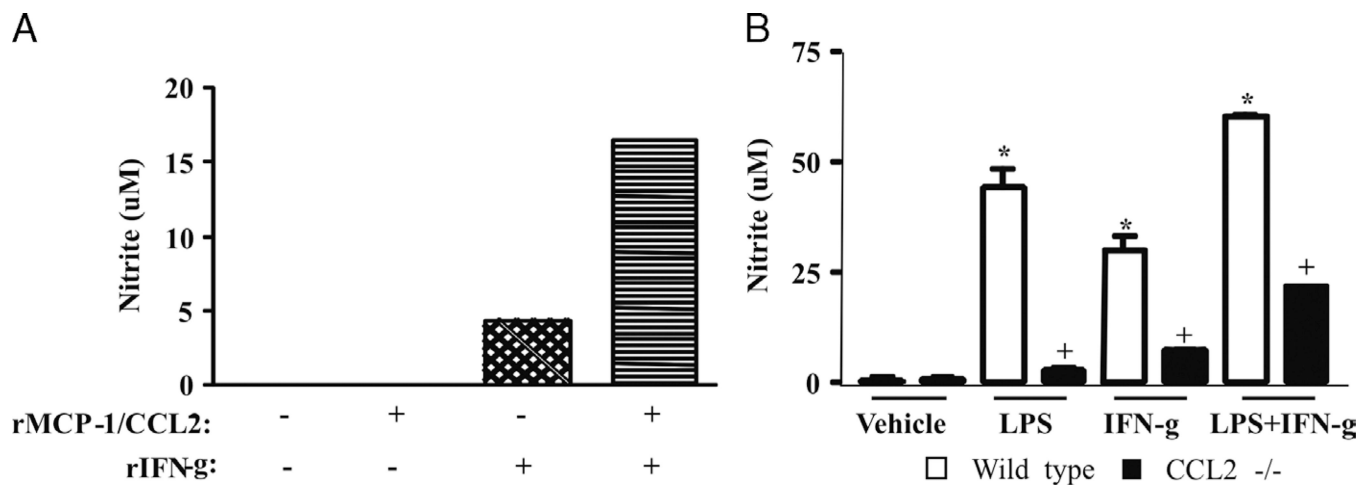 A
Nitrite (uM)
20
15
10
5
0
rMCP-1/CCL2: - + - +
rIFN-g: - - + +
B
Nitrite (uM)
75
50
25
0
* + * + * +
Vehicle LPS IFN-g LPS+IFN-g
Wild type CCL2 -/-